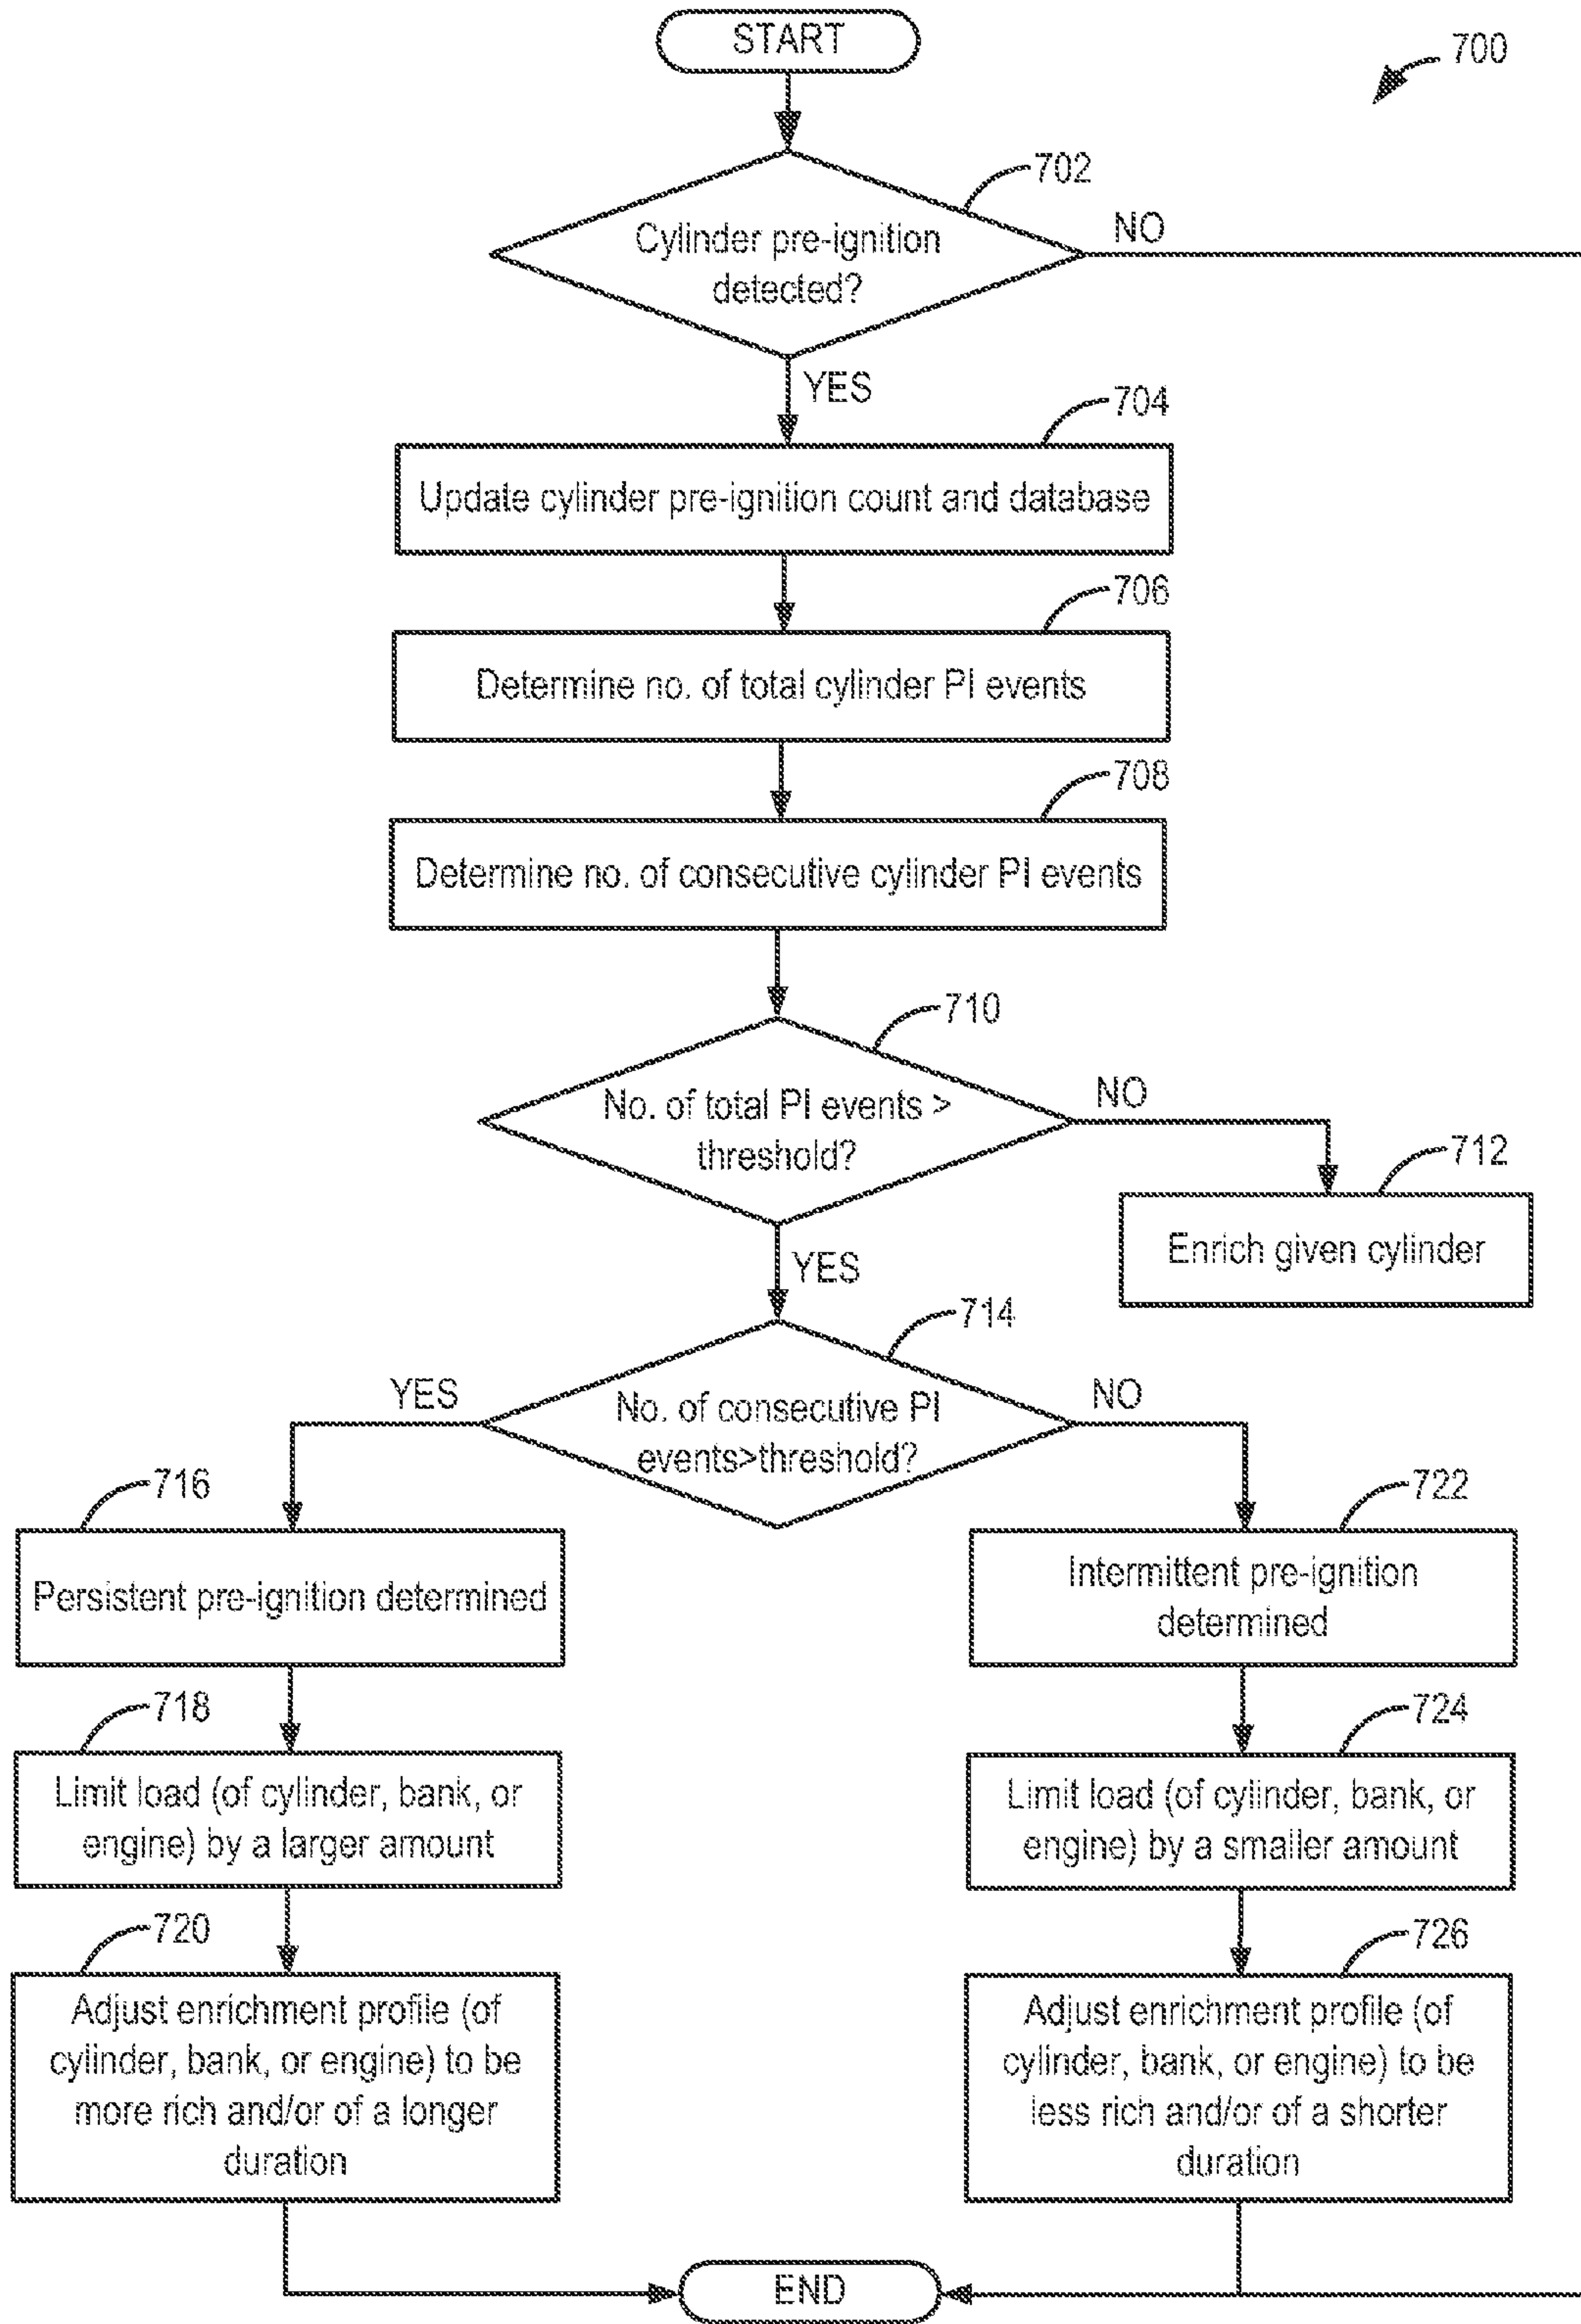 START
700
702
Cylinder pre-ignition
detected?
NO
YES
704
Update cylinder pre-ignition count and database
706
Determine no. of total cylinder PI events
708
Determine no. of consecutive cylinder PI events
710
No. of total PI events >
threshold?
NO
712
Enrich given cylinder
YES
714
No. of consecutive PI
events>threshold?
YES
NO
716
Persistent pre-ignition determined
722
Intermittent pre-ignition
determined
718
Limit load (of cylinder, bank, or
engine) by a larger amount
724
Limit load (of cylinder, bank, or
engine) by a smaller amount
720
Adjust enrichment profile (of
cylinder, bank, or engine) to be
more rich and/or of a longer
duration
726
Adjust enrichment profile (of
cylinder, bank, or engine) to be
less rich and/or of a shorter
duration
END